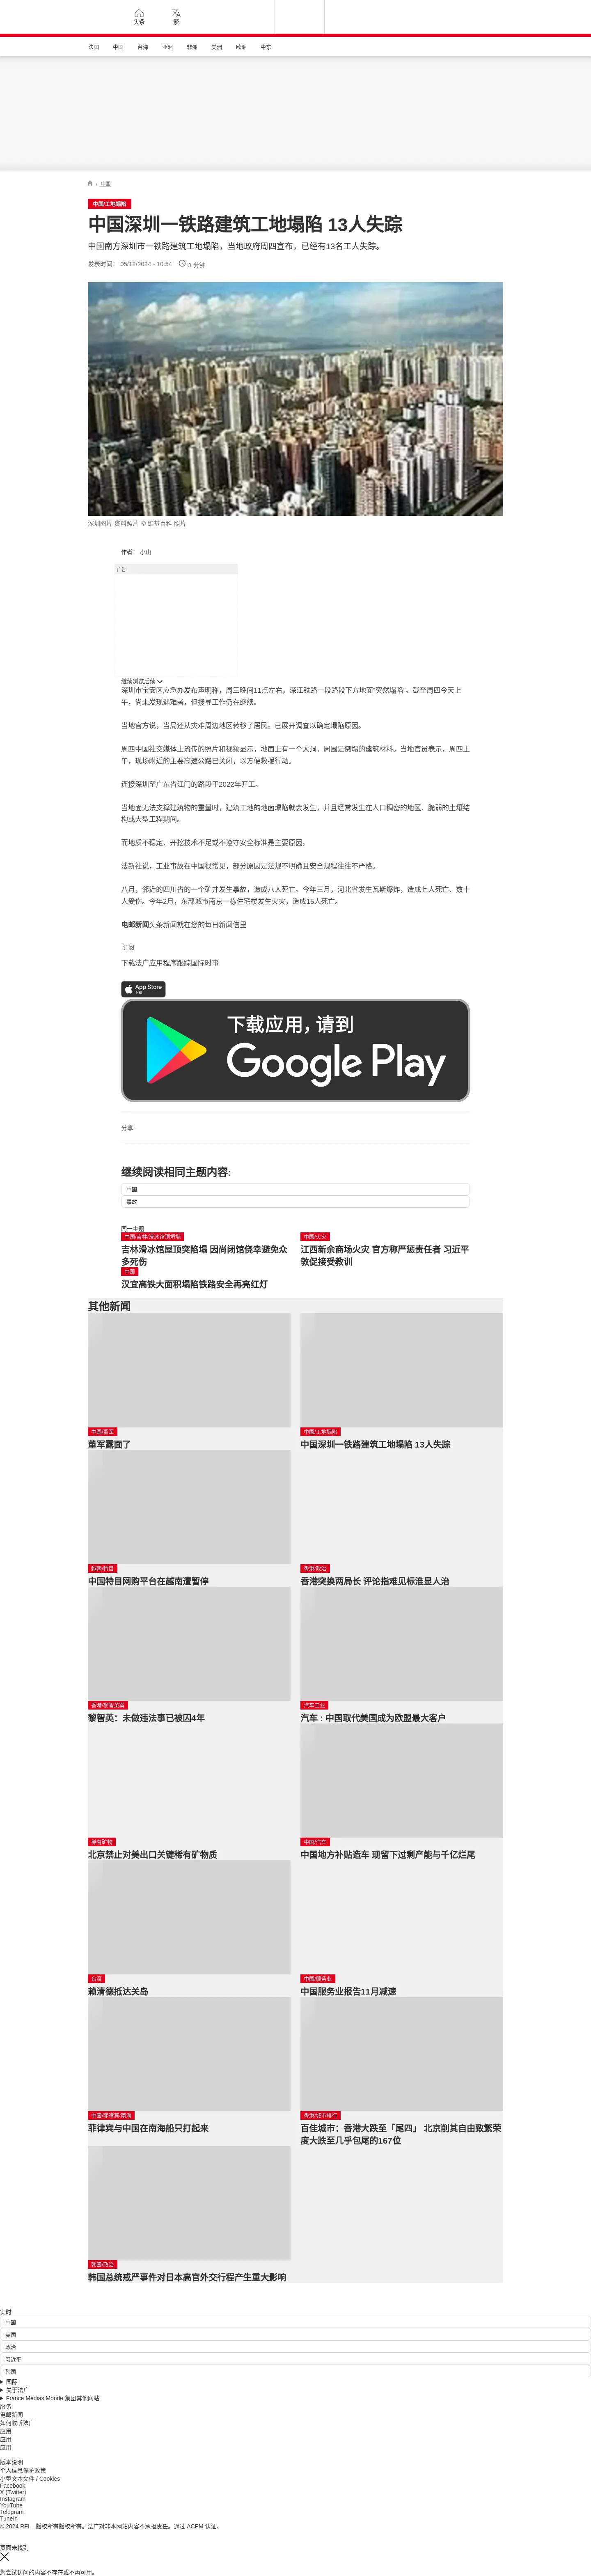 头条
繁
法国
中国
台海
亚洲
非洲
美洲
欧洲
中东
/ 中国
中国/工地塌陷
中国深圳一铁路建筑工地塌陷 13人失踪
中国南方深圳市一铁路建筑工地塌陷，当地政府周四宣布，已经有13名工人失踪。
发表时间： 05/12/2024 - 10:54 3 分钟
深圳图片 资料照片 © 维基百科 照片
作者： 小山
广告
继续浏览后续
深圳市宝安区应急办发布声明称，周三晚间11点左右，深江铁路一段路段下方地面“突然塌陷”。截至周四今天上
午，尚未发现遇难者，但搜寻工作仍在继续。
当地官方说，当局还从灾难周边地区转移了居民。已展开调查以确定塌陷原因。
周四中国社交媒体上流传的照片和视频显示，地面上有一个大洞，周围是倒塌的建筑材料。当地官员表示，周四上
午，现场附近的主要高速公路已关闭，以方便救援行动。
连接深圳至广东省江门的路段于2022年开工。
当地面无法支撑建筑物的重量时，建筑工地的地面塌陷就会发生，并且经常发生在人口稠密的地区、脆弱的土壤结
构或大型工程期间。
而地质不稳定、开挖技术不足或不遵守安全标准是主要原因。
法新社说，工业事故在中国很常见，部分原因是法规不明确且安全规程往往不严格。
八月，邻近的四川省的一个矿井发生事故，造成八人死亡。今年三月，河北省发生瓦斯爆炸，造成七人死亡、数十
人受伤。今年2月，东部城市南京一栋住宅楼发生火灾，造成15人死亡。
电邮新闻头条新闻就在您的每日新闻信里
订阅
下载法广应用程序跟踪国际时事
App Store
下载
下载应用，请到
Google Play
分享 :
继续阅读相同主题内容:
中国
事故
同一主题
中国/吉林/滑冰馆顶坍塌
吉林滑冰馆屋顶突陷塌 因尚闭馆侥幸避免众
多死伤
中国/火灾
江西新余商场火灾 官方称严惩责任者 习近平
敦促接受教训
中国
汉宜高铁大面积塌陷铁路安全再亮红灯
其他新闻
中国/董军
董军露面了
中国/工地塌陷
中国深圳一铁路建筑工地塌陷 13人失踪
越南/特目
中国特目网购平台在越南遭暂停
香港/政治
香港突换两局长 评论指难见标淮显人治
香港/黎智英案
黎智英：未做违法事已被囚4年
汽车工业
汽车 : 中国取代美国成为欧盟最大客户
稀有矿物
北京禁止对美出口关键稀有矿物质
中国/汽车
中国地方补贴造车 现留下过剩产能与千亿烂尾
台湾
赖清德抵达关岛
中国/服务业
中国服务业报告11月减速
中国/菲律宾/南海
菲律宾与中国在南海船只打起来
香港/城市排行
百佳城市：香港大跌至「尾四」 北京削其自由致繁荣
度大跌至几乎包尾的167位
韩国/政治
韩国总统戒严事件对日本高官外交行程产生重大影响
实时
中国
美国
政治
习近平
韩国
国际
关于法广
France Médias Monde 集团其他网站
服务
电邮新闻
如何收听法广
应用
应用
应用
版本说明
个人信息保护政策
小型文本文件 / Cookies
Facebook
X (Twitter)
Instagram
YouTube
Telegram
TuneIn
© 2024 RFI – 版权所有版权所有。法广对非本网站内容不承担责任。通过 ACPM 认证。
页面未找到
您尝试访问的内容不存在或不再可用。